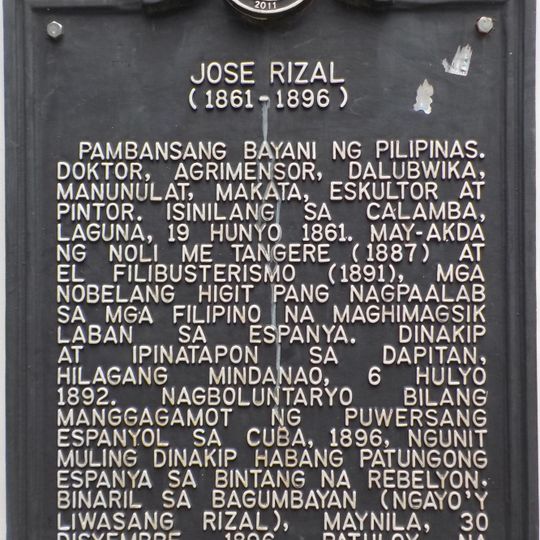 2011
JOSE RIZAL
(1861-1896)
PAMBANSANG BAYANI NG PILIPINAS.
DOKTOR, AGRIMENSOR, DALUBWIKA,
MANUNULAT, MAKATA, ESKULTOR AT
PINTOR. ISINILANG SA CALAMBA,
LAGUNA, 19 HUNYO 1861. MAY-AKDA
NG NOLI ME TANGERE (1887) AT
EL FILIBUSTERISMO (1891), MGA
NOBELANG HIGIT PANG NAGPAALAB
SA MGA FILIPINO NA MAGHIMAGSIK
LABAN SA ESPANYA. DINAKIP
AT IPINATAPON SA DAPITAN,
HILAGANG MINDANAO, 6 HULYO
1892. NAGBOLUNTARYO BILANG
MANGGAGAMOT NG PUWERSANG
ESPANYOL SA CUBA, 1896, NGUNIT
MULING DINAKIP HABANG PATUNGONG
ESPANYA SA BINTANG NA REBELYON.
BINARIL SA BAGUMBAYAN (NGAYO'Y
LIWASANG RIZAL), MAYNILA, 30
DISYEMBRE 1896. PATULOY NA